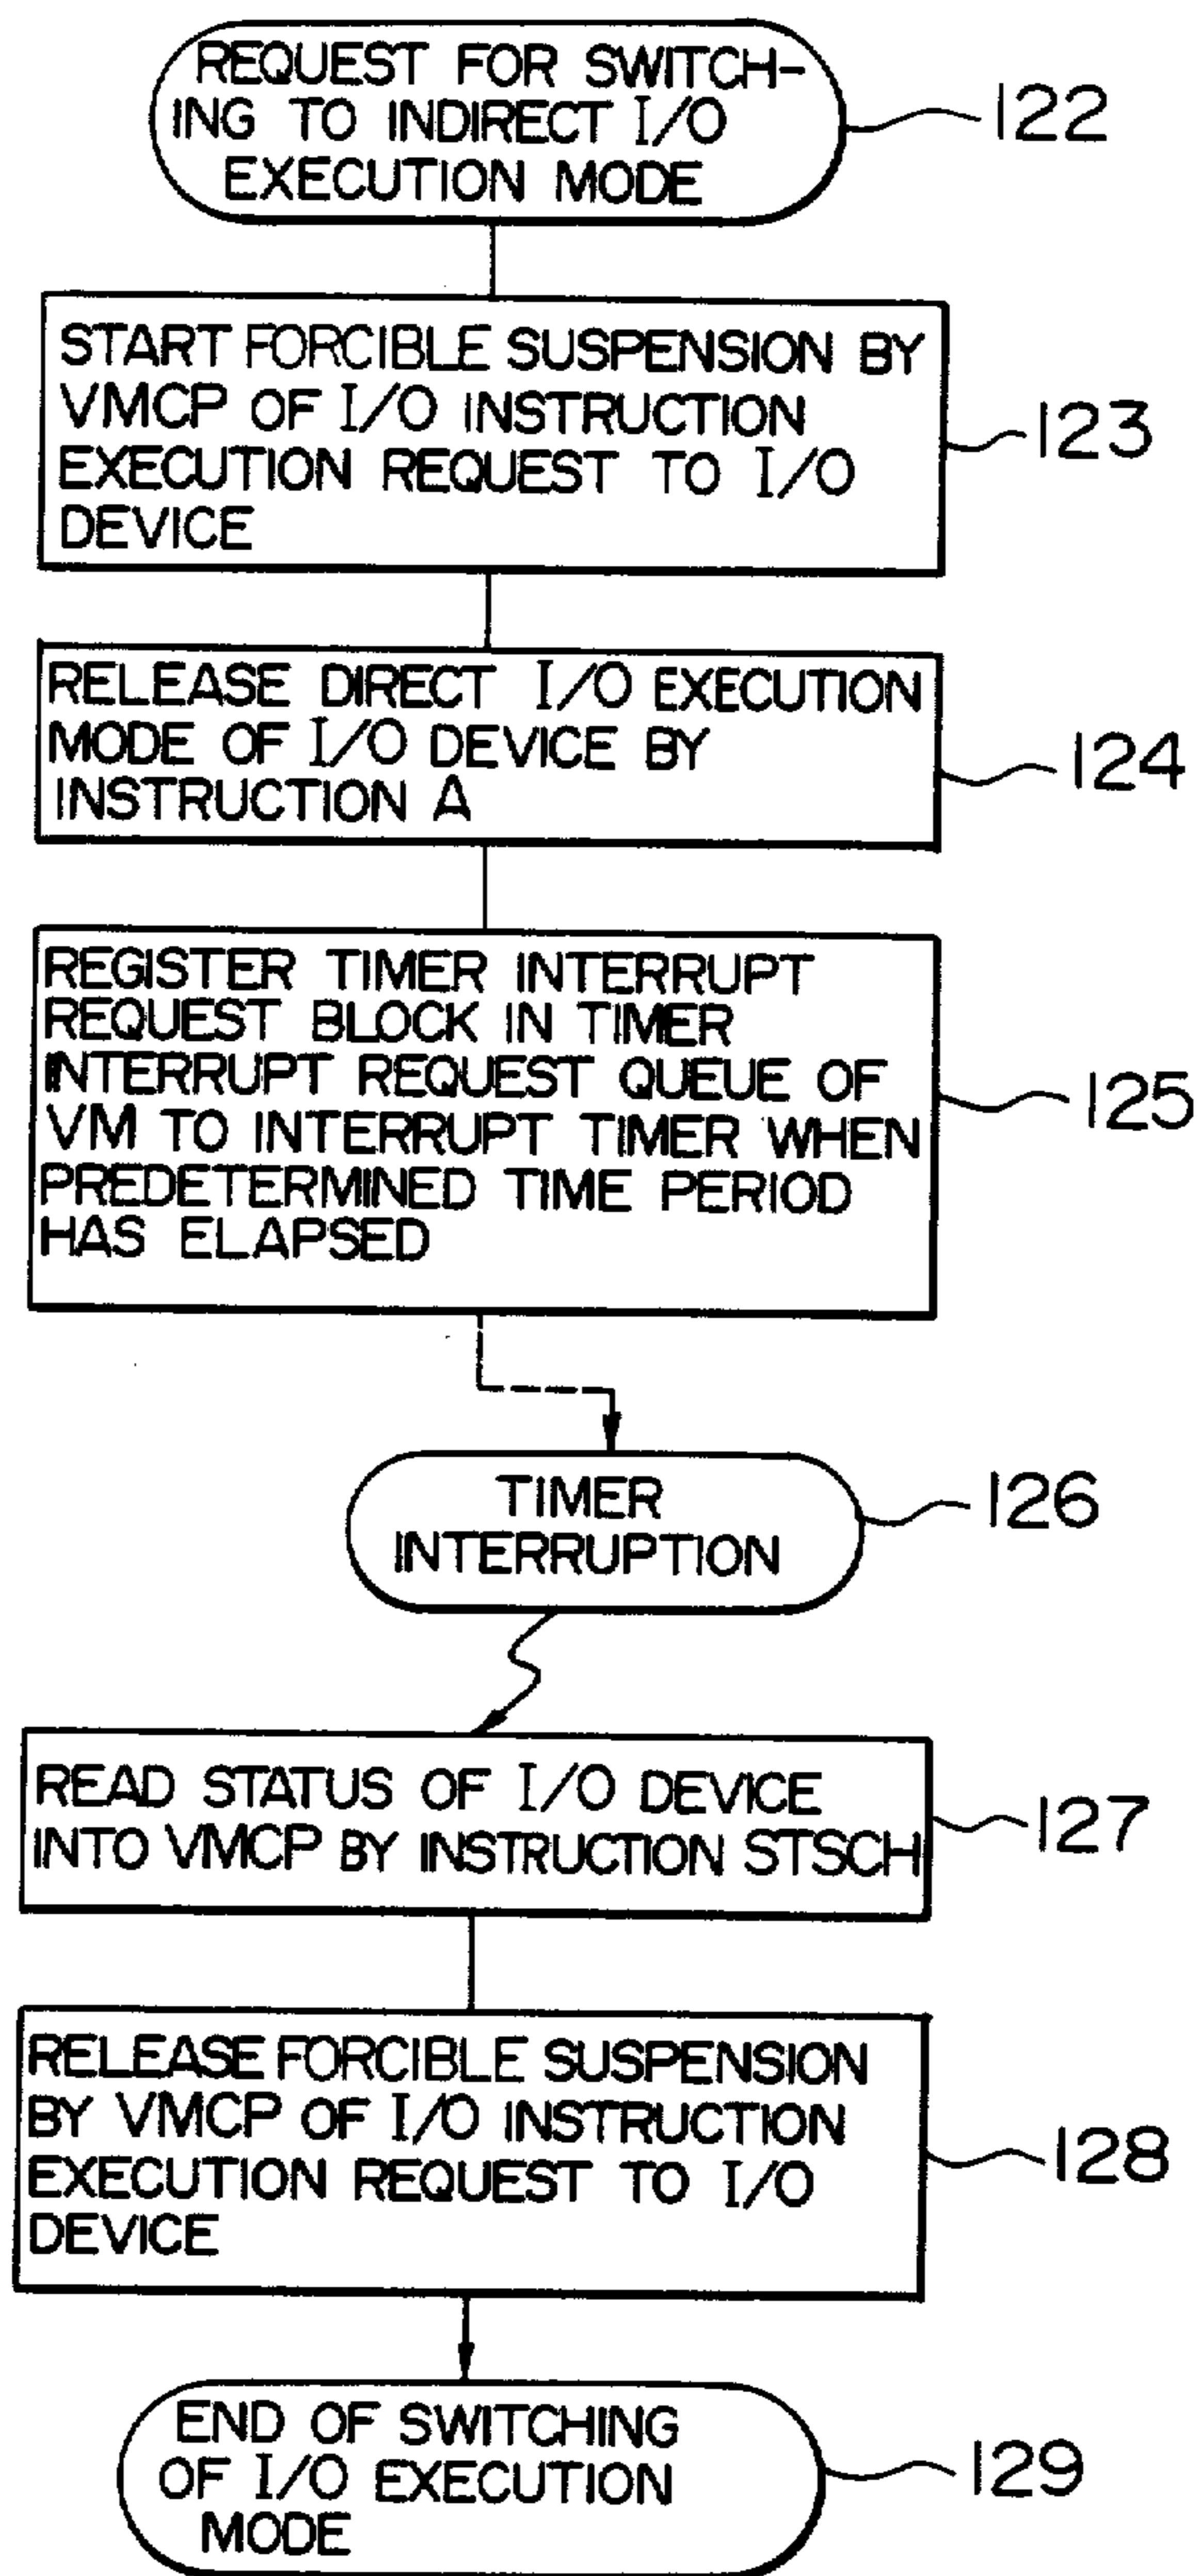 REQUEST FOR SWITCH-
ING TO INDIRECT I/O
EXECUTION MODE
122
START FORCIBLE SUSPENSION BY
VMCP OF I/O INSTRUCTION
EXECUTION REQUEST TO I/O
DEVICE
123
RELEASE DIRECT I/O EXECUTION
MODE OF I/O DEVICE BY
INSTRUCTION A
124
REGISTER TIMER INTERRUPT
REQUEST BLOCK IN TIMER
INTERRUPT REQUEST QUEUE OF
VM TO INTERRUPT TIMER WHEN
PREDETERMINED TIME PERIOD
HAS ELAPSED
125
TIMER
INTERRUPTION
126
READ STATUS OF I/O DEVICE
INTO VMCP BY INSTRUCTION STSCH
127
RELEASE FORCIBLE SUSPENSION
BY VMCP OF I/O INSTRUCTION
EXECUTION REQUEST TO I/O
DEVICE
128
END OF SWITCHING
OF I/O EXECUTION
MODE
129